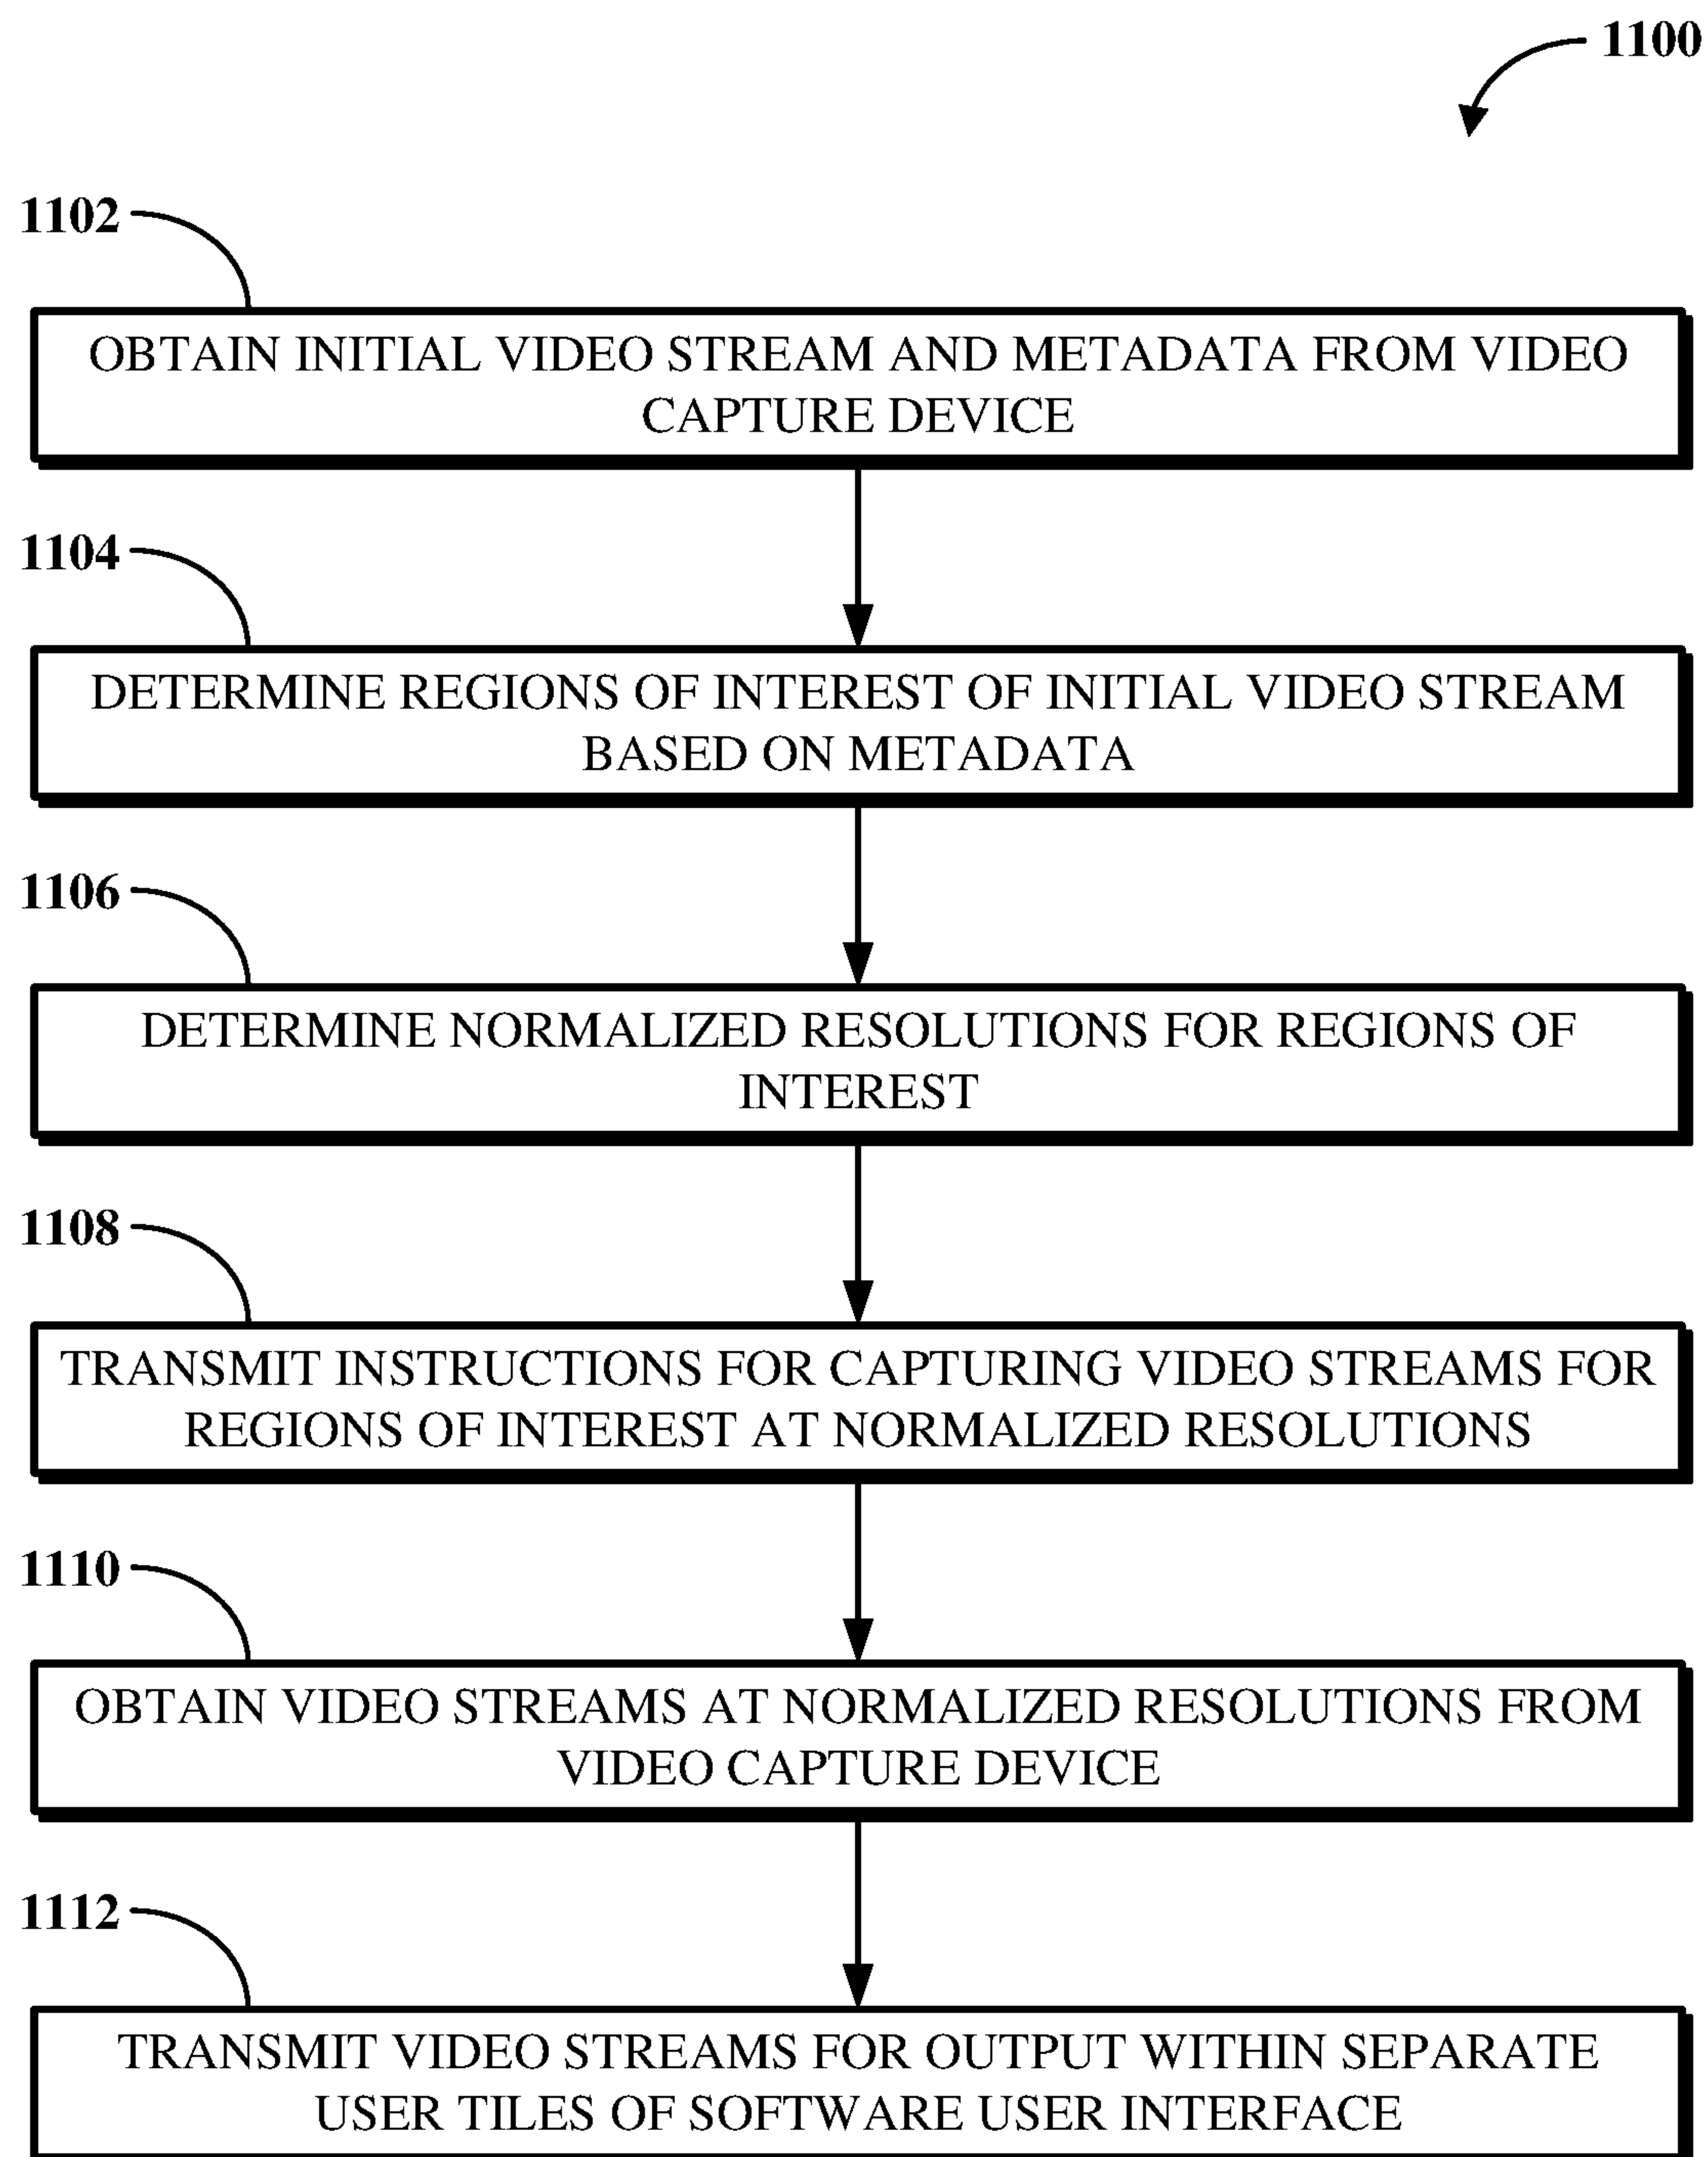 1100
1102
OBTAIN INITIAL VIDEO STREAM AND METADATA FROM VIDEO
CAPTURE DEVICE
1104
DETERMINE REGIONS OF INTEREST OF INITIAL VIDEO STREAM
BASED ON METADATA
1106
DETERMINE NORMALIZED RESOLUTIONS FOR REGIONS OF
INTEREST
1108
TRANSMIT INSTRUCTIONS FOR CAPTURING VIDEO STREAMS FOR
REGIONS OF INTEREST AT NORMALIZED RESOLUTIONS
1110
OBTAIN VIDEO STREAMS AT NORMALIZED RESOLUTIONS FROM
VIDEO CAPTURE DEVICE
1112
TRANSMIT VIDEO STREAMS FOR OUTPUT WITHIN SEPARATE
USER TILES OF SOFTWARE USER INTERFACE